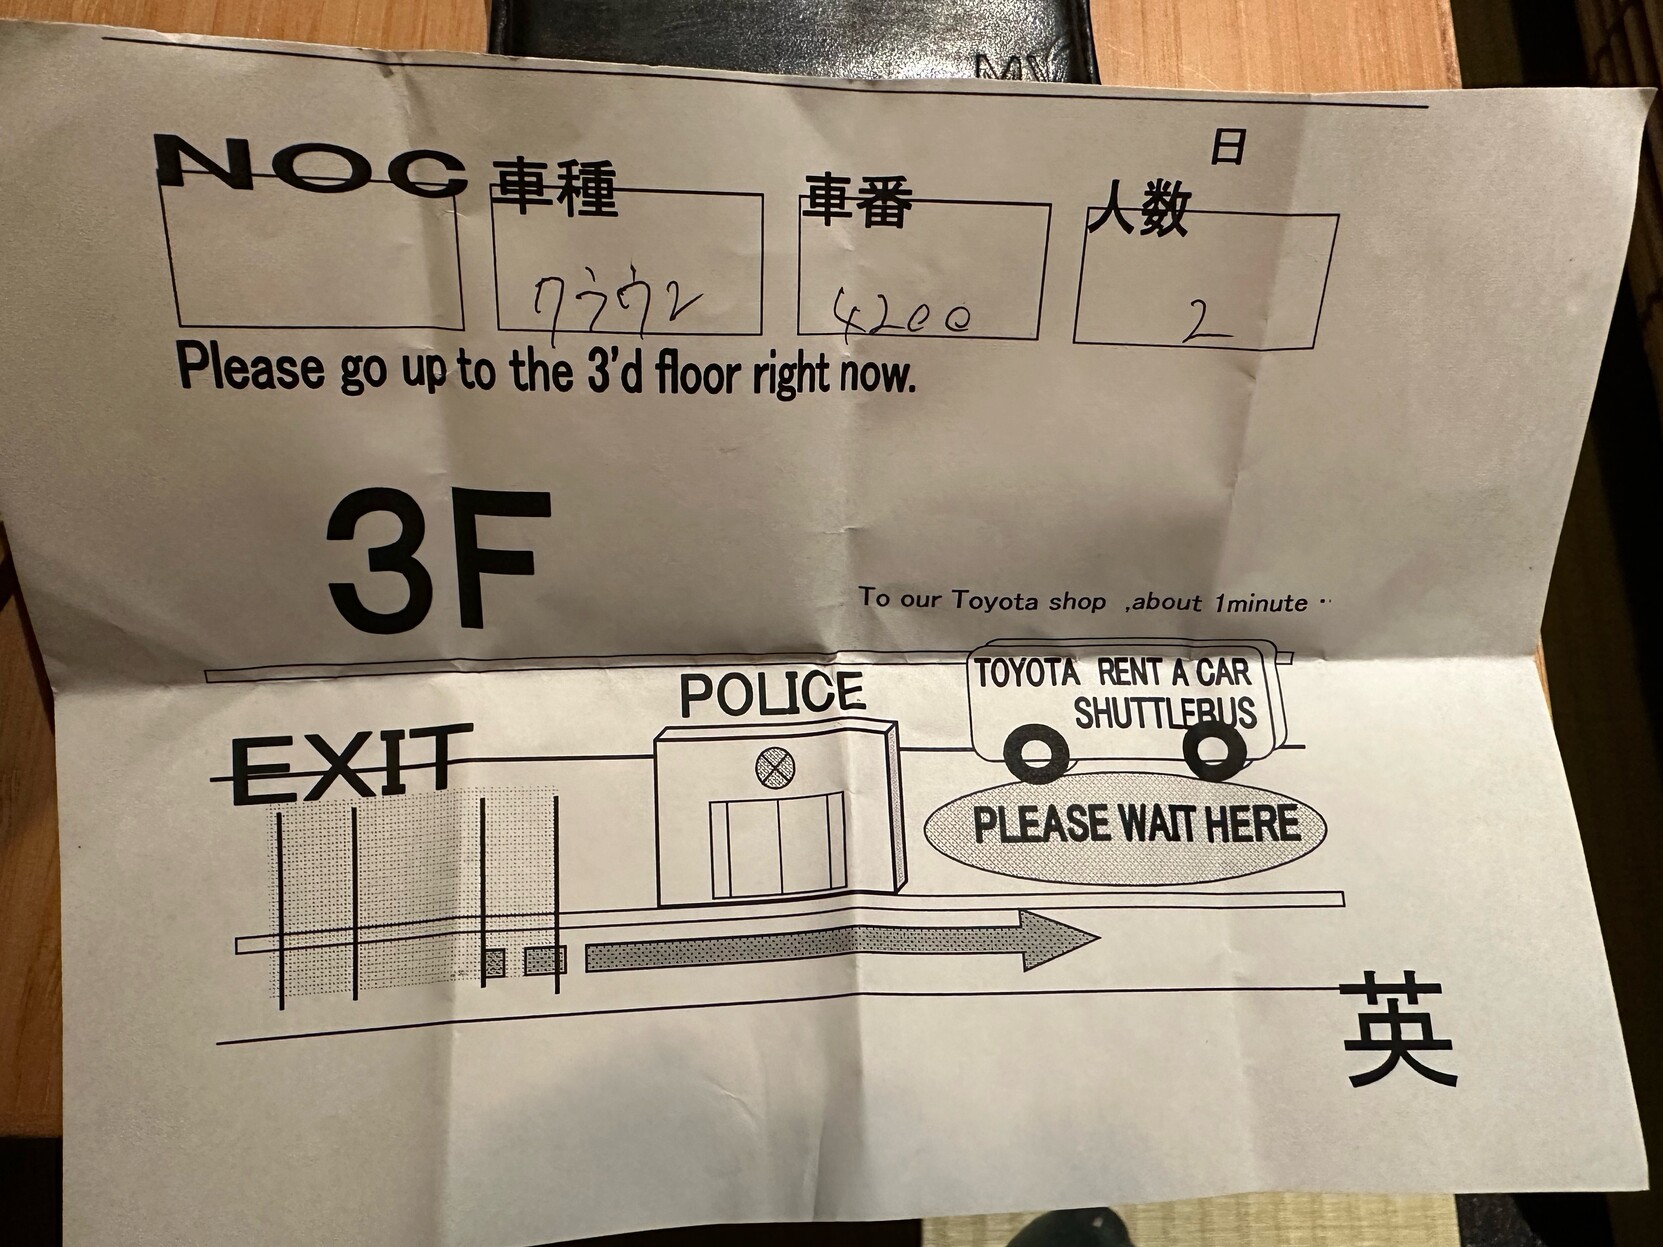 日
NOC 車種 車番 人数
クラウン 4200 2
Please go up to the 3'd floor right now.
3F
To our Toyota shop ,about 1minute ··
TOYOTA RENT A CAR
SHUTTLEBUS
POLICE
EXIT
PLEASE WAIT HERE
英